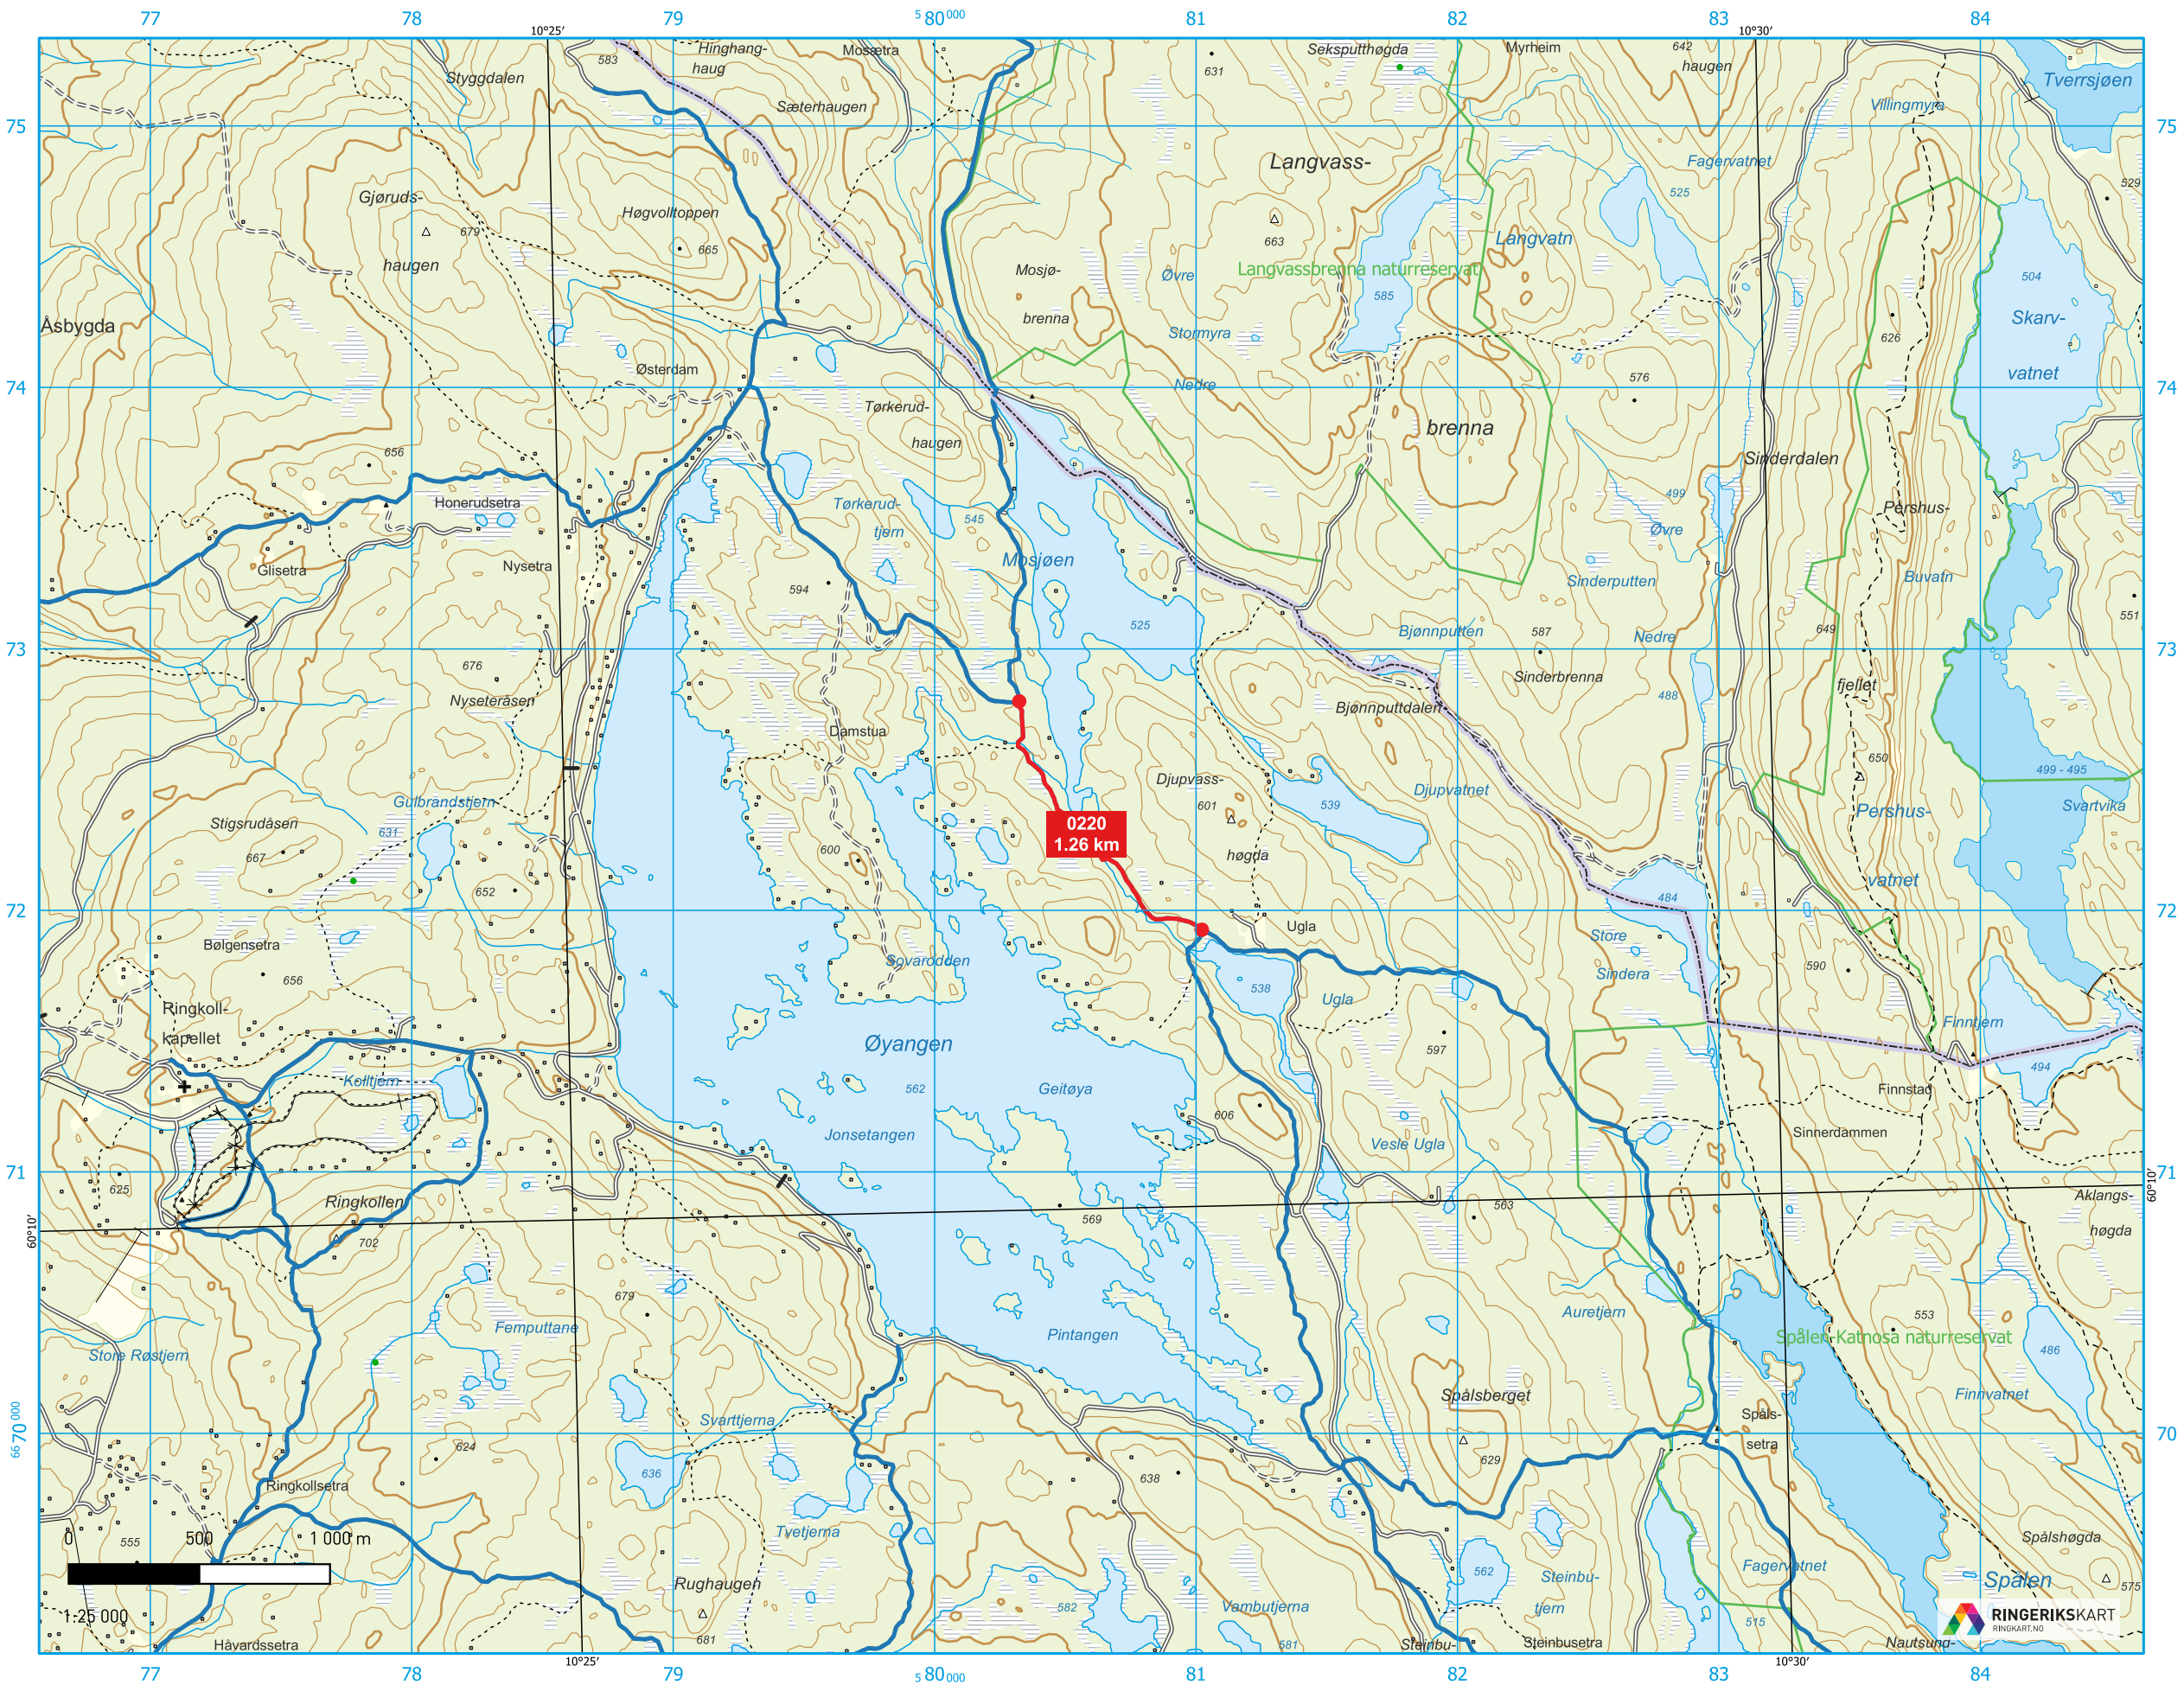 77 78 79 5 80 000 81 82 83 84
10°25' 10°30'
Hinghang-
haug
Mosætra
Seksputthøgda
Myrheim
642
haugen
583
631
Styggdalen
Tverrsjøen
Sæterhaugen
Villingmyra
75 75
Langvass-
Fagervatnet
525
529
Gjøruds-
679
haugen
Høgvolltoppen
665
663
Langvatn
Mosjø-
brenna
Øvre
Stormyra
Nedre
Langvassbrenna naturreservat
585
504
Skarv-
vatnet
Åsbygda
626
Østerdam
576
74 74
Tørkerud-
haugen
brenna
656
Sinderdalen
Honerudsetra
Tørkerud-
tjern
545
499
Øvre
Pershus-
Mosjøen
Glisetra
Nysetra
594
Sinderputten
Buvatn
525
Bjønnputten
587
Nedre
649
551
73 73
676
Nyseteråsen
Sinderbrenna
488
fjellet
Bjønnputtdalen
Damstua
650
499 - 495
Djupvass-
601
539
Djupvatnet
Svartvika
Gulbrandstjern
631
0220
1.26 km
Pershus-
Stigsrudåsen
667
600
høgda
652
vatnet
484
72 72
Bølgensetra
Ugla
Store
Sindera
656
Sovarodden
590
538
Ugla
Ringkoll-
kapellet
Øyangen
597
Finntjern
Kolltjern
562
Geitøya
494
Finnstad
606
Jonsetangen
Vesle Ugla
Sinnerdammen
71 71
625
Ringkollen
702
569
563
Aklangs-
høgda
60°10' 60°10'
679
Femputtane
Pintangen
Auretjern
553
Spålen-Katnosa naturreservat
Store Røstjern
486
Svarttjerna
Spålsberget
Finnvatnet
Spåls-
setra
66 70 000 70
624
636
638
629
Ringkollsetra
0 500 1 000 m
555
Tvetjerna
Spålshøgda
Rughaugen
562
Steinbu-
tjern
Fagervatnet
Spålen
575
1:25 000
582
Vambutjerna
515
RINGERIKSKART
RINGKART.NO
Håvardssetra
681
581
Steinbu-
Steinbusetra
Nautsund-
10°25' 10°30'
77 78 79 5 80 000 81 82 83 84